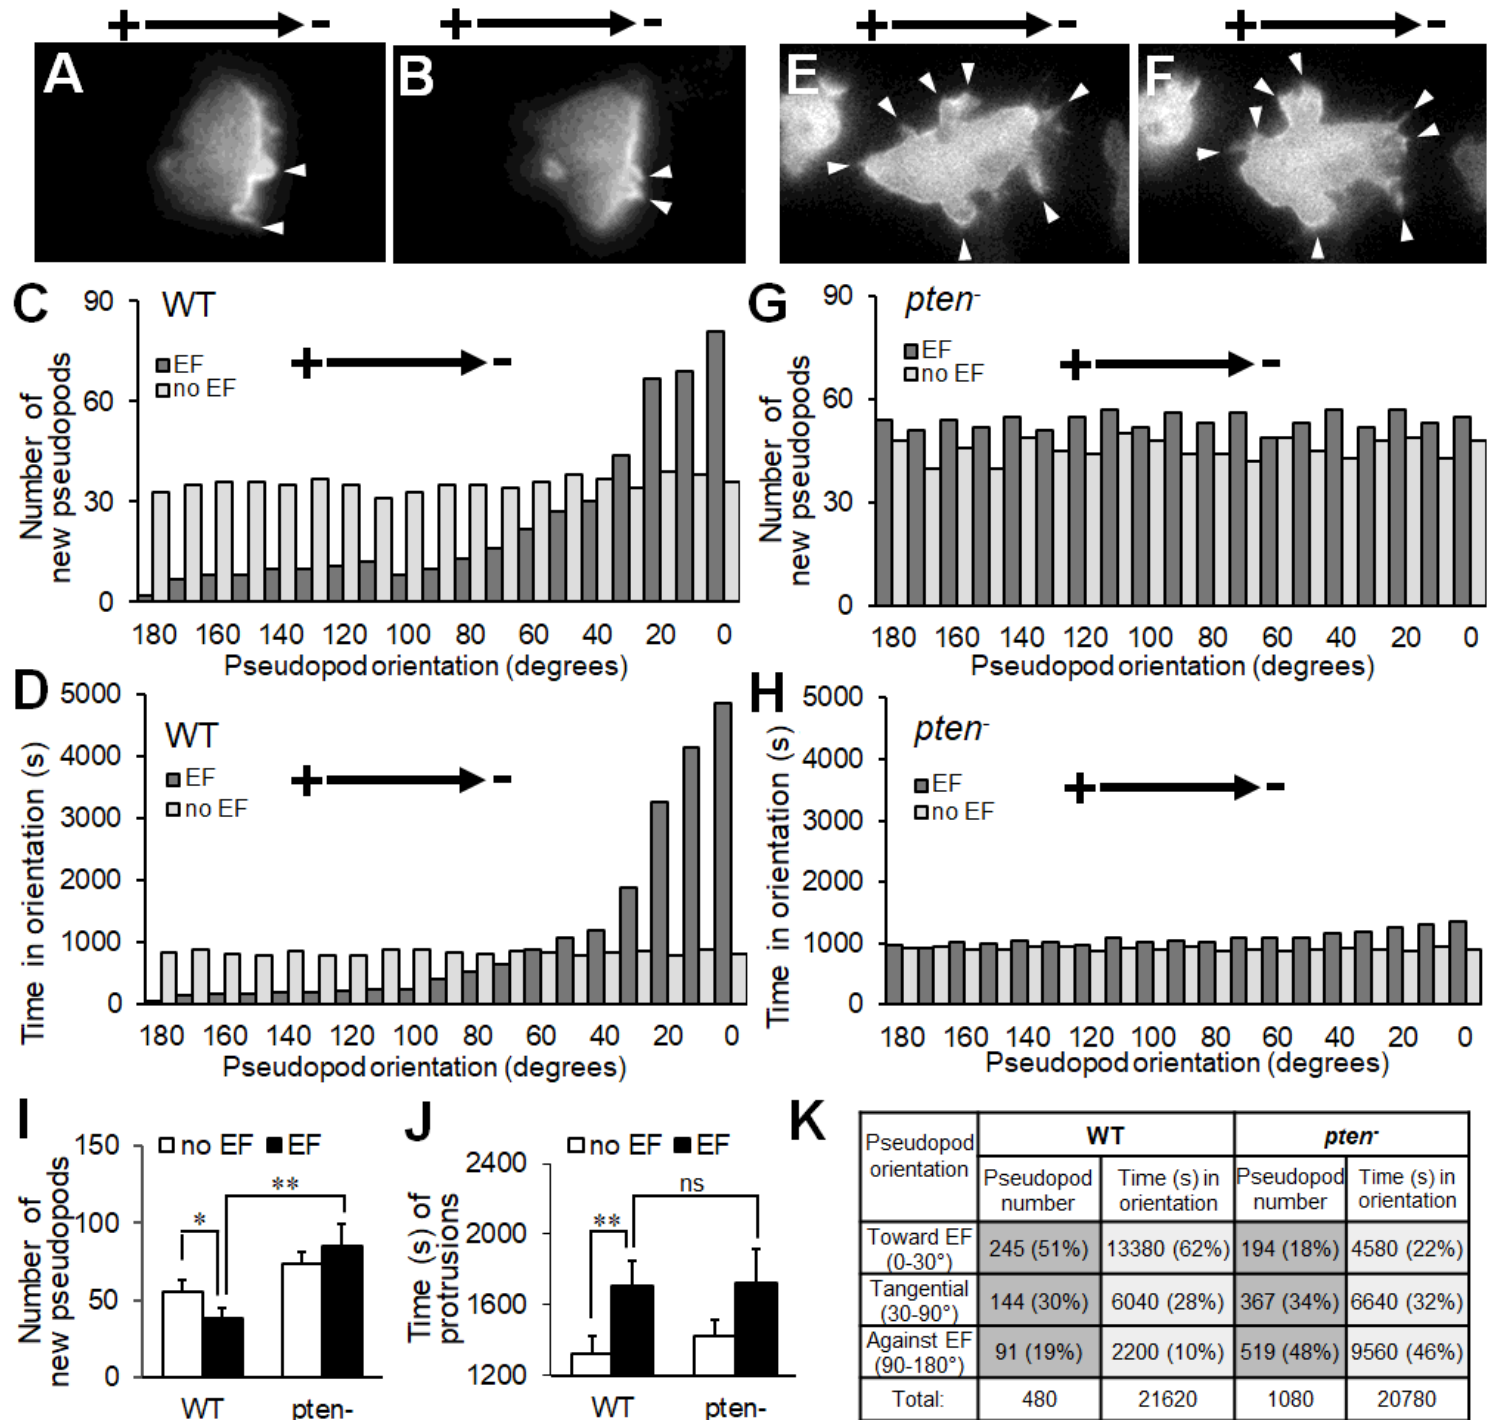 + -
+ -
+ -
+ -
A
B
E
F
C
WT
EF
no EF
+ -
Number of
new pseudopods
90
60
30
0
180 160 140 120 100 80 60 40 20 0
Pseudopod orientation (degrees)
G
pten-
EF
no EF
+ -
Number of
new pseudopods
90
60
30
0
180 160 140 120 100 80 60 40 20 0
Pseudopod orientation (degrees)
D
WT
EF
no EF
+ -
Time in orientation (s)
5000
4000
3000
2000
1000
0
180 160 140 120 100 80 60 40 20 0
Pseudopod orientation (degrees)
H
pten-
EF
no EF
+ -
Time in orientation (s)
5000
4000
3000
2000
1000
0
180 160 140 120 100 80 60 40 20 0
Pseudopod orientation (degrees)
I
no EF EF
Number of
new pseudopods
150
100
50
0
*
**
WT pten-
J
no EF EF
Time (s) of
protrusions
2400
2000
1600
1200
**
ns
WT pten-
K
Pseudopod
orientation
WT
pten-
Pseudopod
number
Time (s) in
orientation
Pseudopod
number
Time (s) in
orientation
Toward EF
(0-30°)
245 (51%) 13380 (62%) 194 (18%) 4580 (22%)
Tangential
(30-90°)
144 (30%) 6040 (28%) 367 (34%) 6640 (32%)
Against EF
(90-180°)
91 (19%) 2200 (10%) 519 (48%) 9560 (46%)
Total: 480 21620 1080 20780